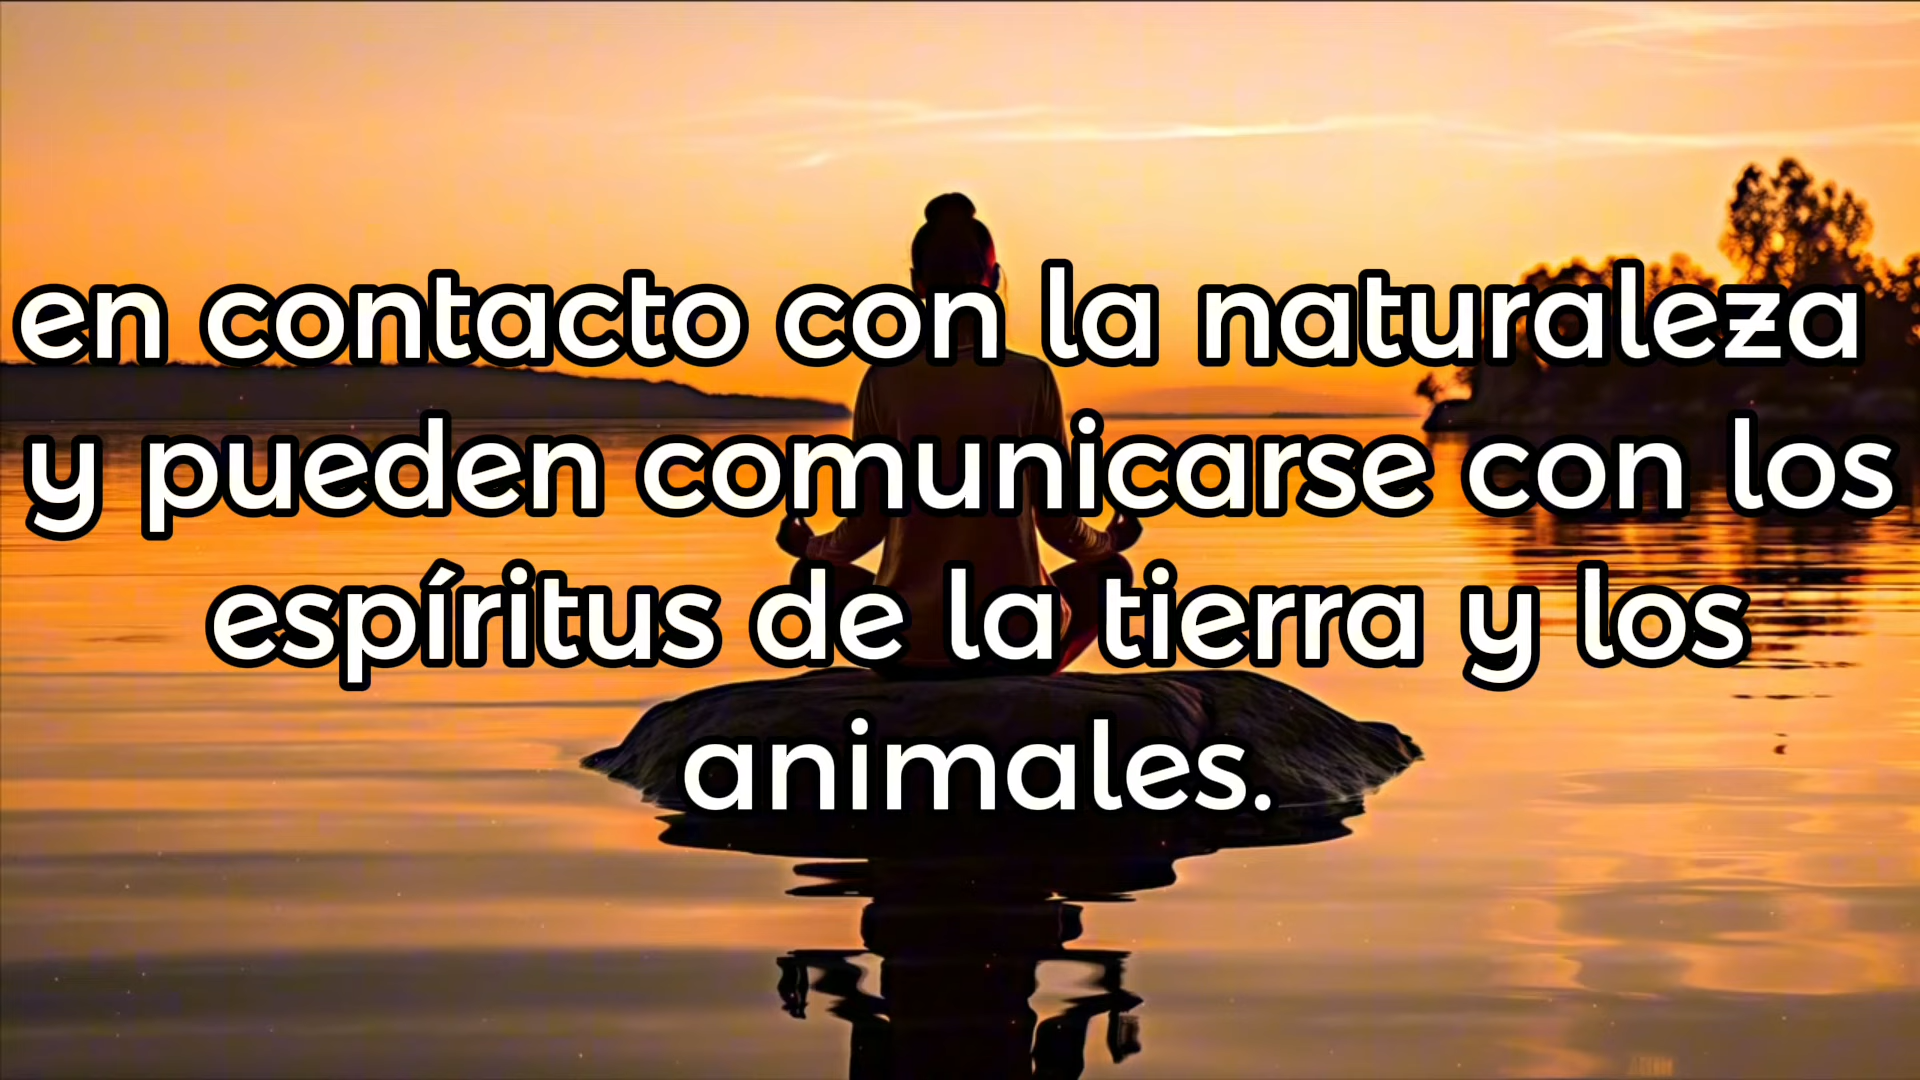 en contacto con la naturaleza
y pueden comunicarse con los
espíritus de la tierra y los
animales.